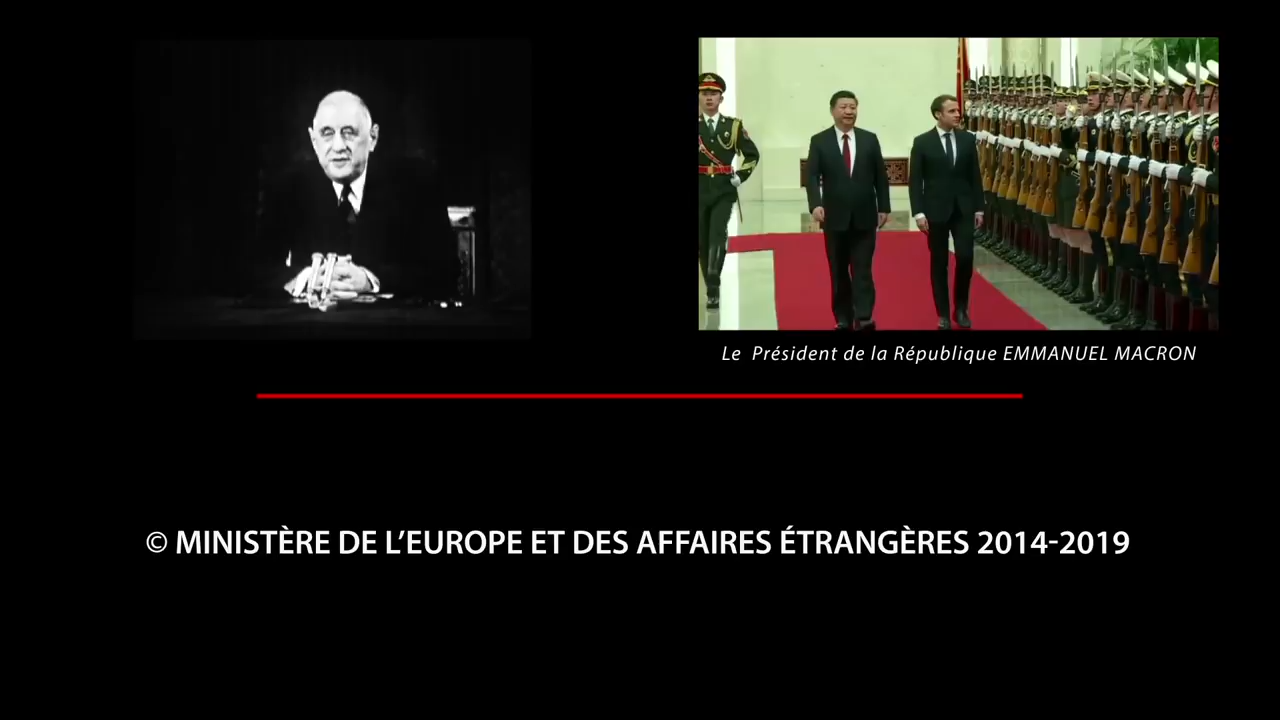 Le Président de la République EMMANUEL MACRON
© MINISTÈRE DE L’EUROPE ET DES AFFAIRES ÉTRANGÈRES 2014-2019